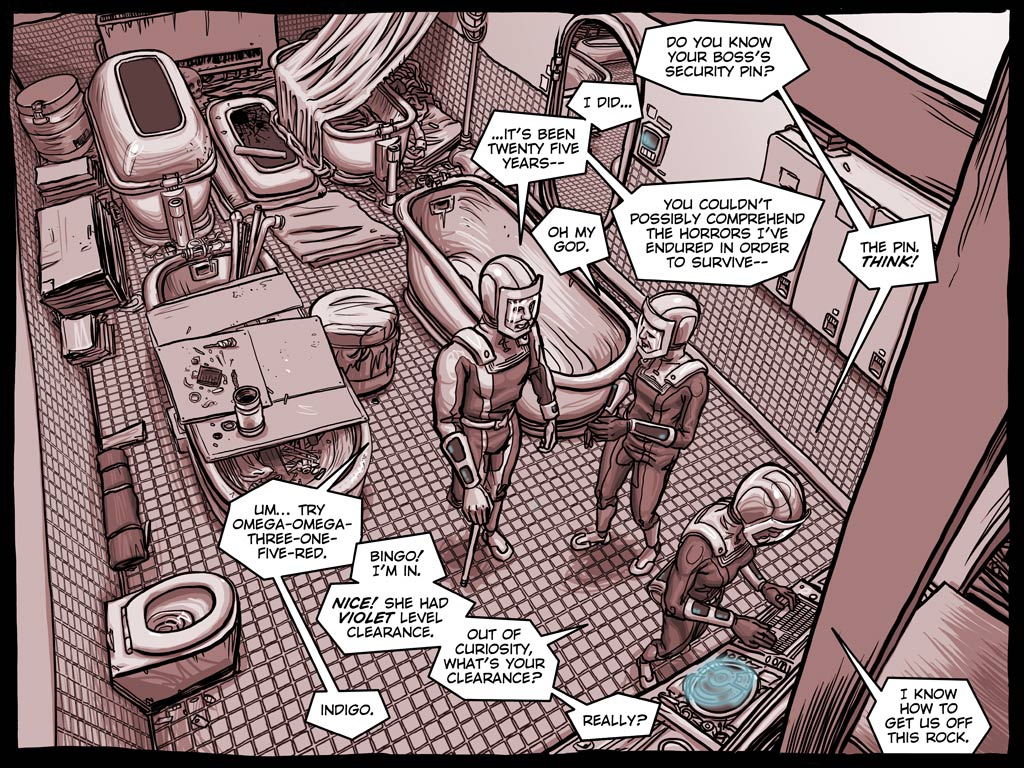 DO YOU KNOW
YOUR BOSS'S
SECURITY PIN?
I DID...
...IT'S BEEN
TWENTY FIVE
YEARS--
YOU COULDN'T
POSSIBLY COMPREHEND
THE HORRORS I'VE
ENDURED IN ORDER
TO SURVIVE--
OH MY
GOD.
THE PIN.
THINK!
UM... TRY
OMEGA-OMEGA-
THREE-ONE-
FIVE-RED.
BINGO!
I'M IN.
NICE! SHE HAD
VIOLET LEVEL
CLEARANCE.
OUT OF
CURIOSITY,
WHAT'S YOUR
CLEARANCE?
INDIGO.
REALLY?
I KNOW
HOW TO
GET US OFF
THIS ROCK.